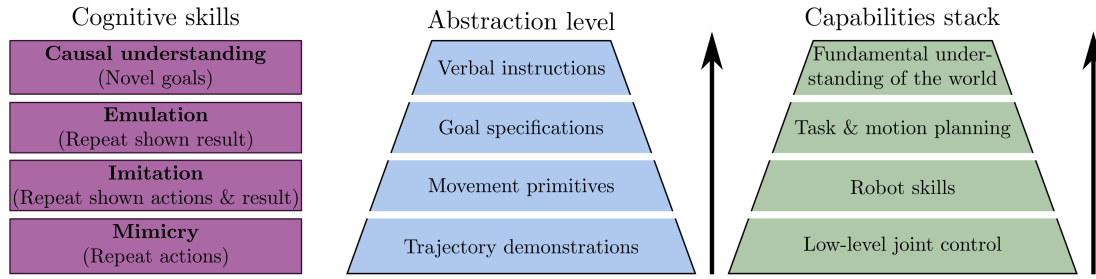 Cognitive skills
Causal understanding
(Novel goals)
Emulation
(Repeat shown result)
Imitation
(Repeat shown actions & result)
Mimicry
(Repeat actions)
Abstraction level
Verbal instructions
Goal specifications
Movement primitives
Trajectory demonstrations
Capabilities stack
Fundamental under-
standing of the world
Task & motion planning
Robot skills
Low-level joint control